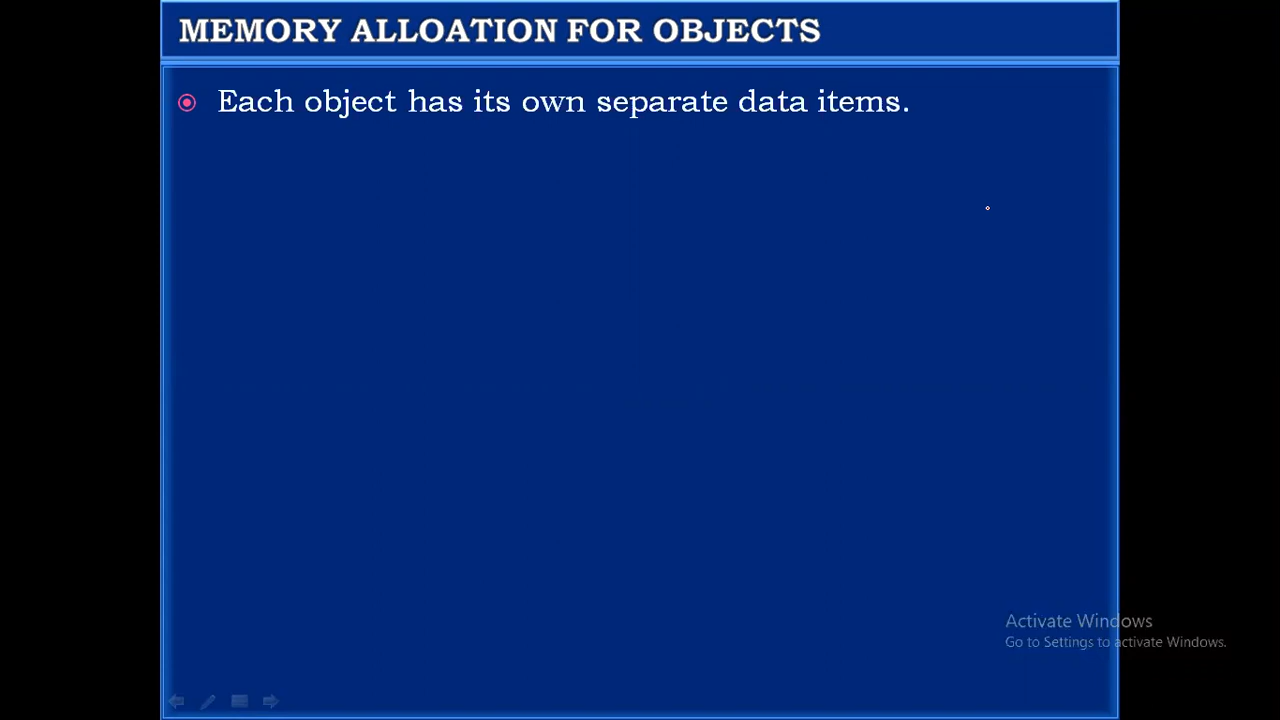 MEMORY ALLOATION FOR OBJECTS
Each object has its own separate data items.
Activate Windows
Go to Settings to activate Windows.